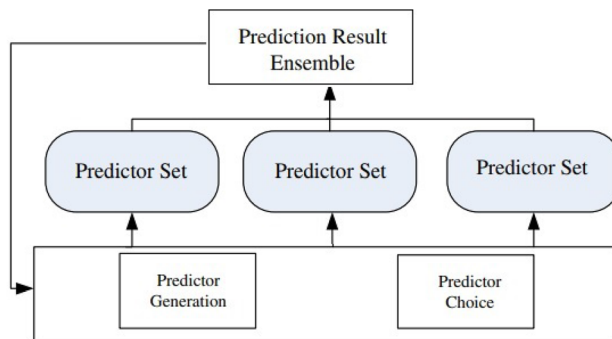 Prediction Result
Ensemble
Predictor Set
Predictor Set
Predictor Set
Predictor
Generation
Predictor
Choice